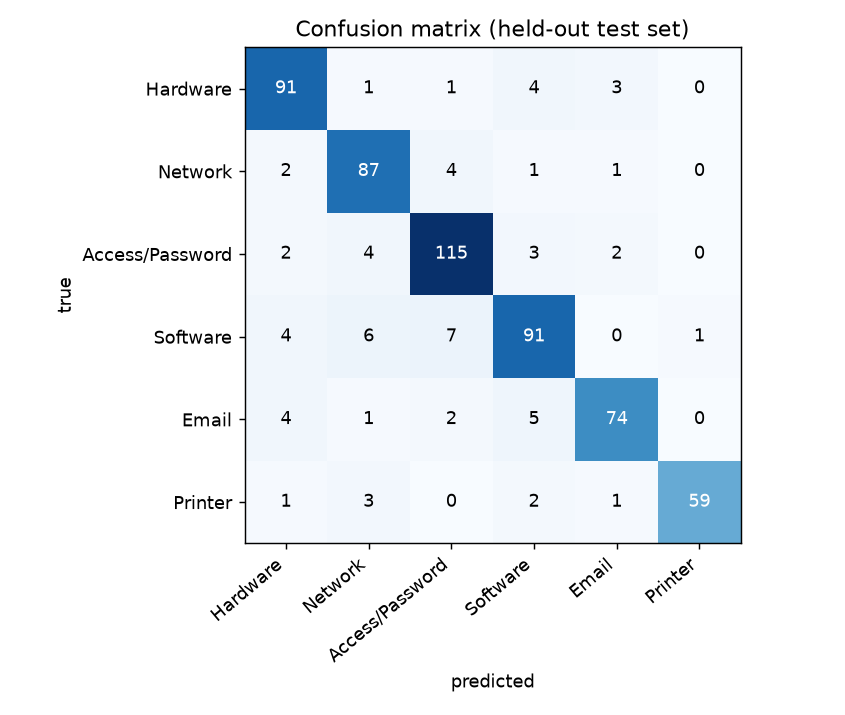 Confusion matrix (held-out test set)
Hardware 91 1 1 4 3 0
Network 2 87 4 1 1 0
Access/Password 2 4 115 3 2 0
true
Software 4 6 7 91 0 1
Email 4 1 2 5 74 0
Printer 1 3 0 2 1 59
Hardware Network Access/Password Software Email Printer
predicted